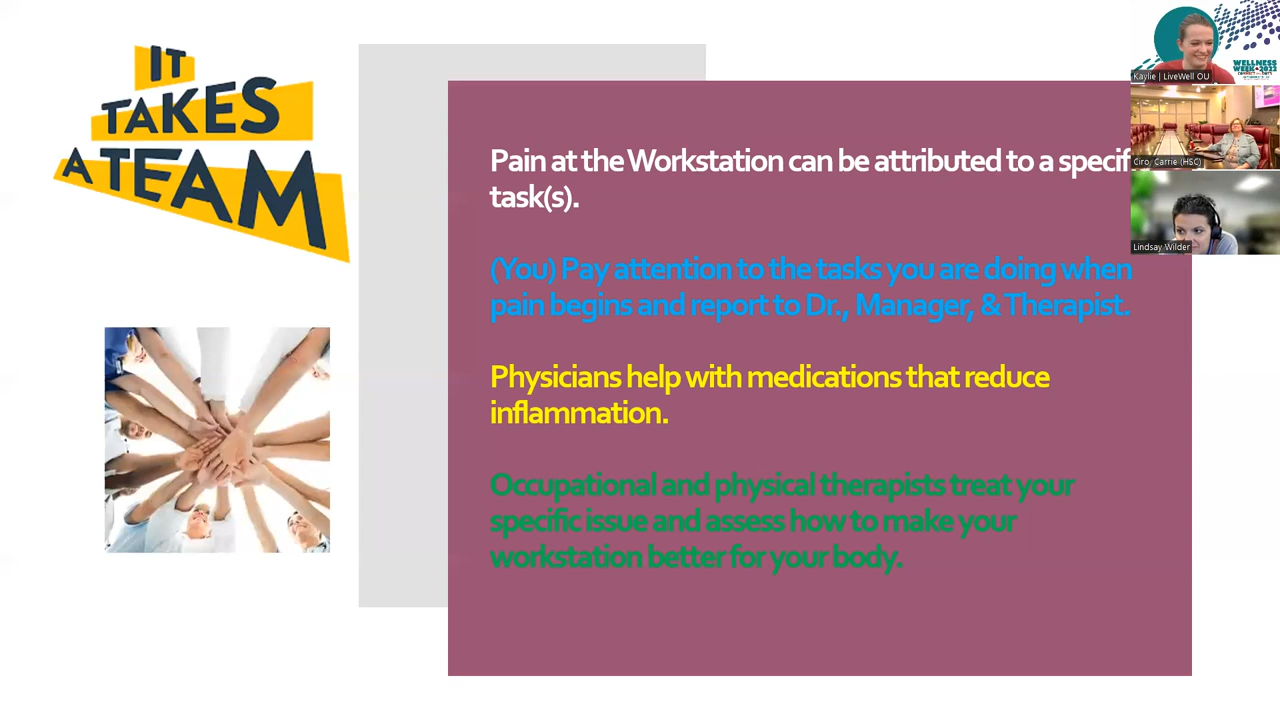 IT
TAKES
A TEAM
Pain at the Workstation can be attributed to a specif
task(s).
(You) Pay attention to the tasks you are doing when
pain begins and report to Dr., Manager, & Therapist.
Physicians help with medications that reduce
inflammation.
Occupational and physical therapists treat your
specific issue and assess how to make your
workstation better for your body.
Kaylie | LiveWell OU
WELLNESS
WEEK 2022
Ciro, Carrie (HSC)
Lindsay Wilder